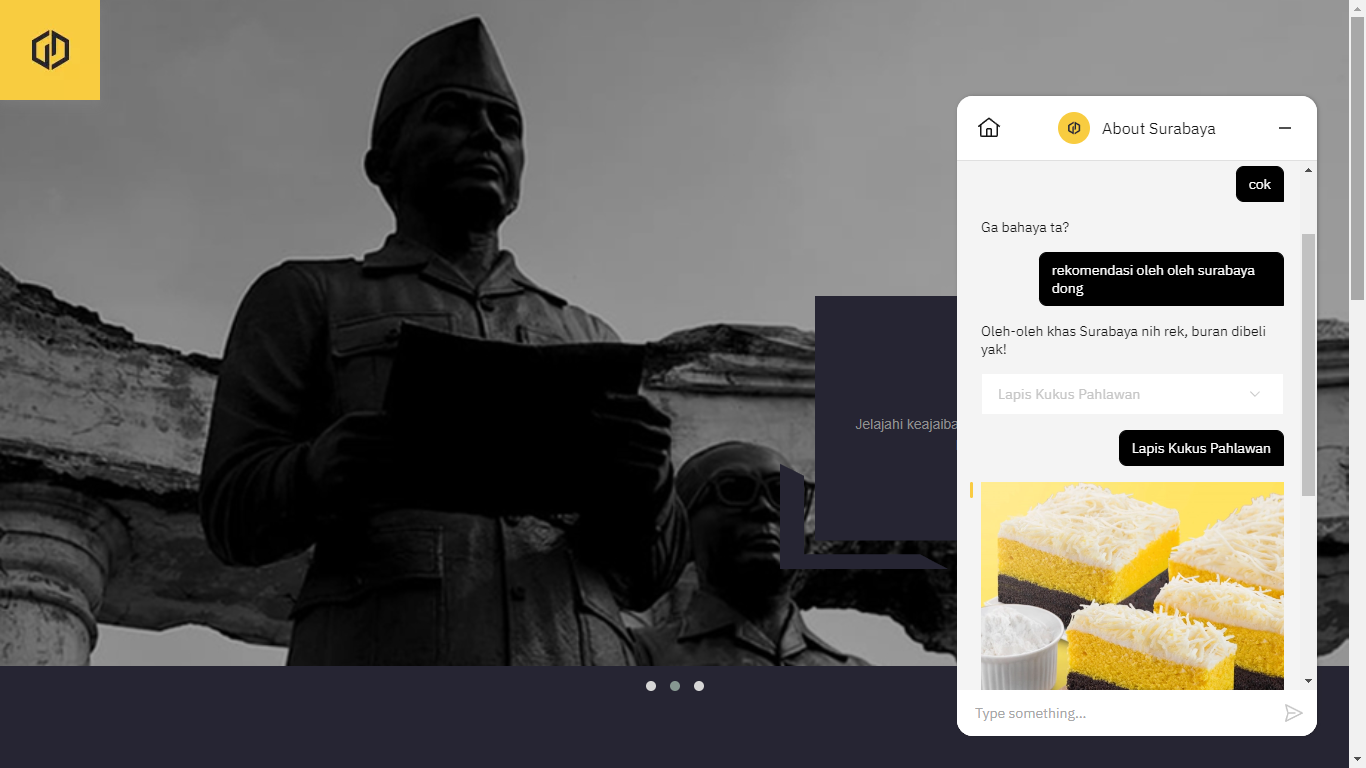 About Surabaya
cok
Ga bahaya ta?
rekomendasi oleh oleh surabaya
dong
Oleh-oleh khas Surabaya nih rek, buran dibeli
yak!
Lapis Kukus Pahlawan
Lapis Kukus Pahlawan
Jelajahi
Type something...